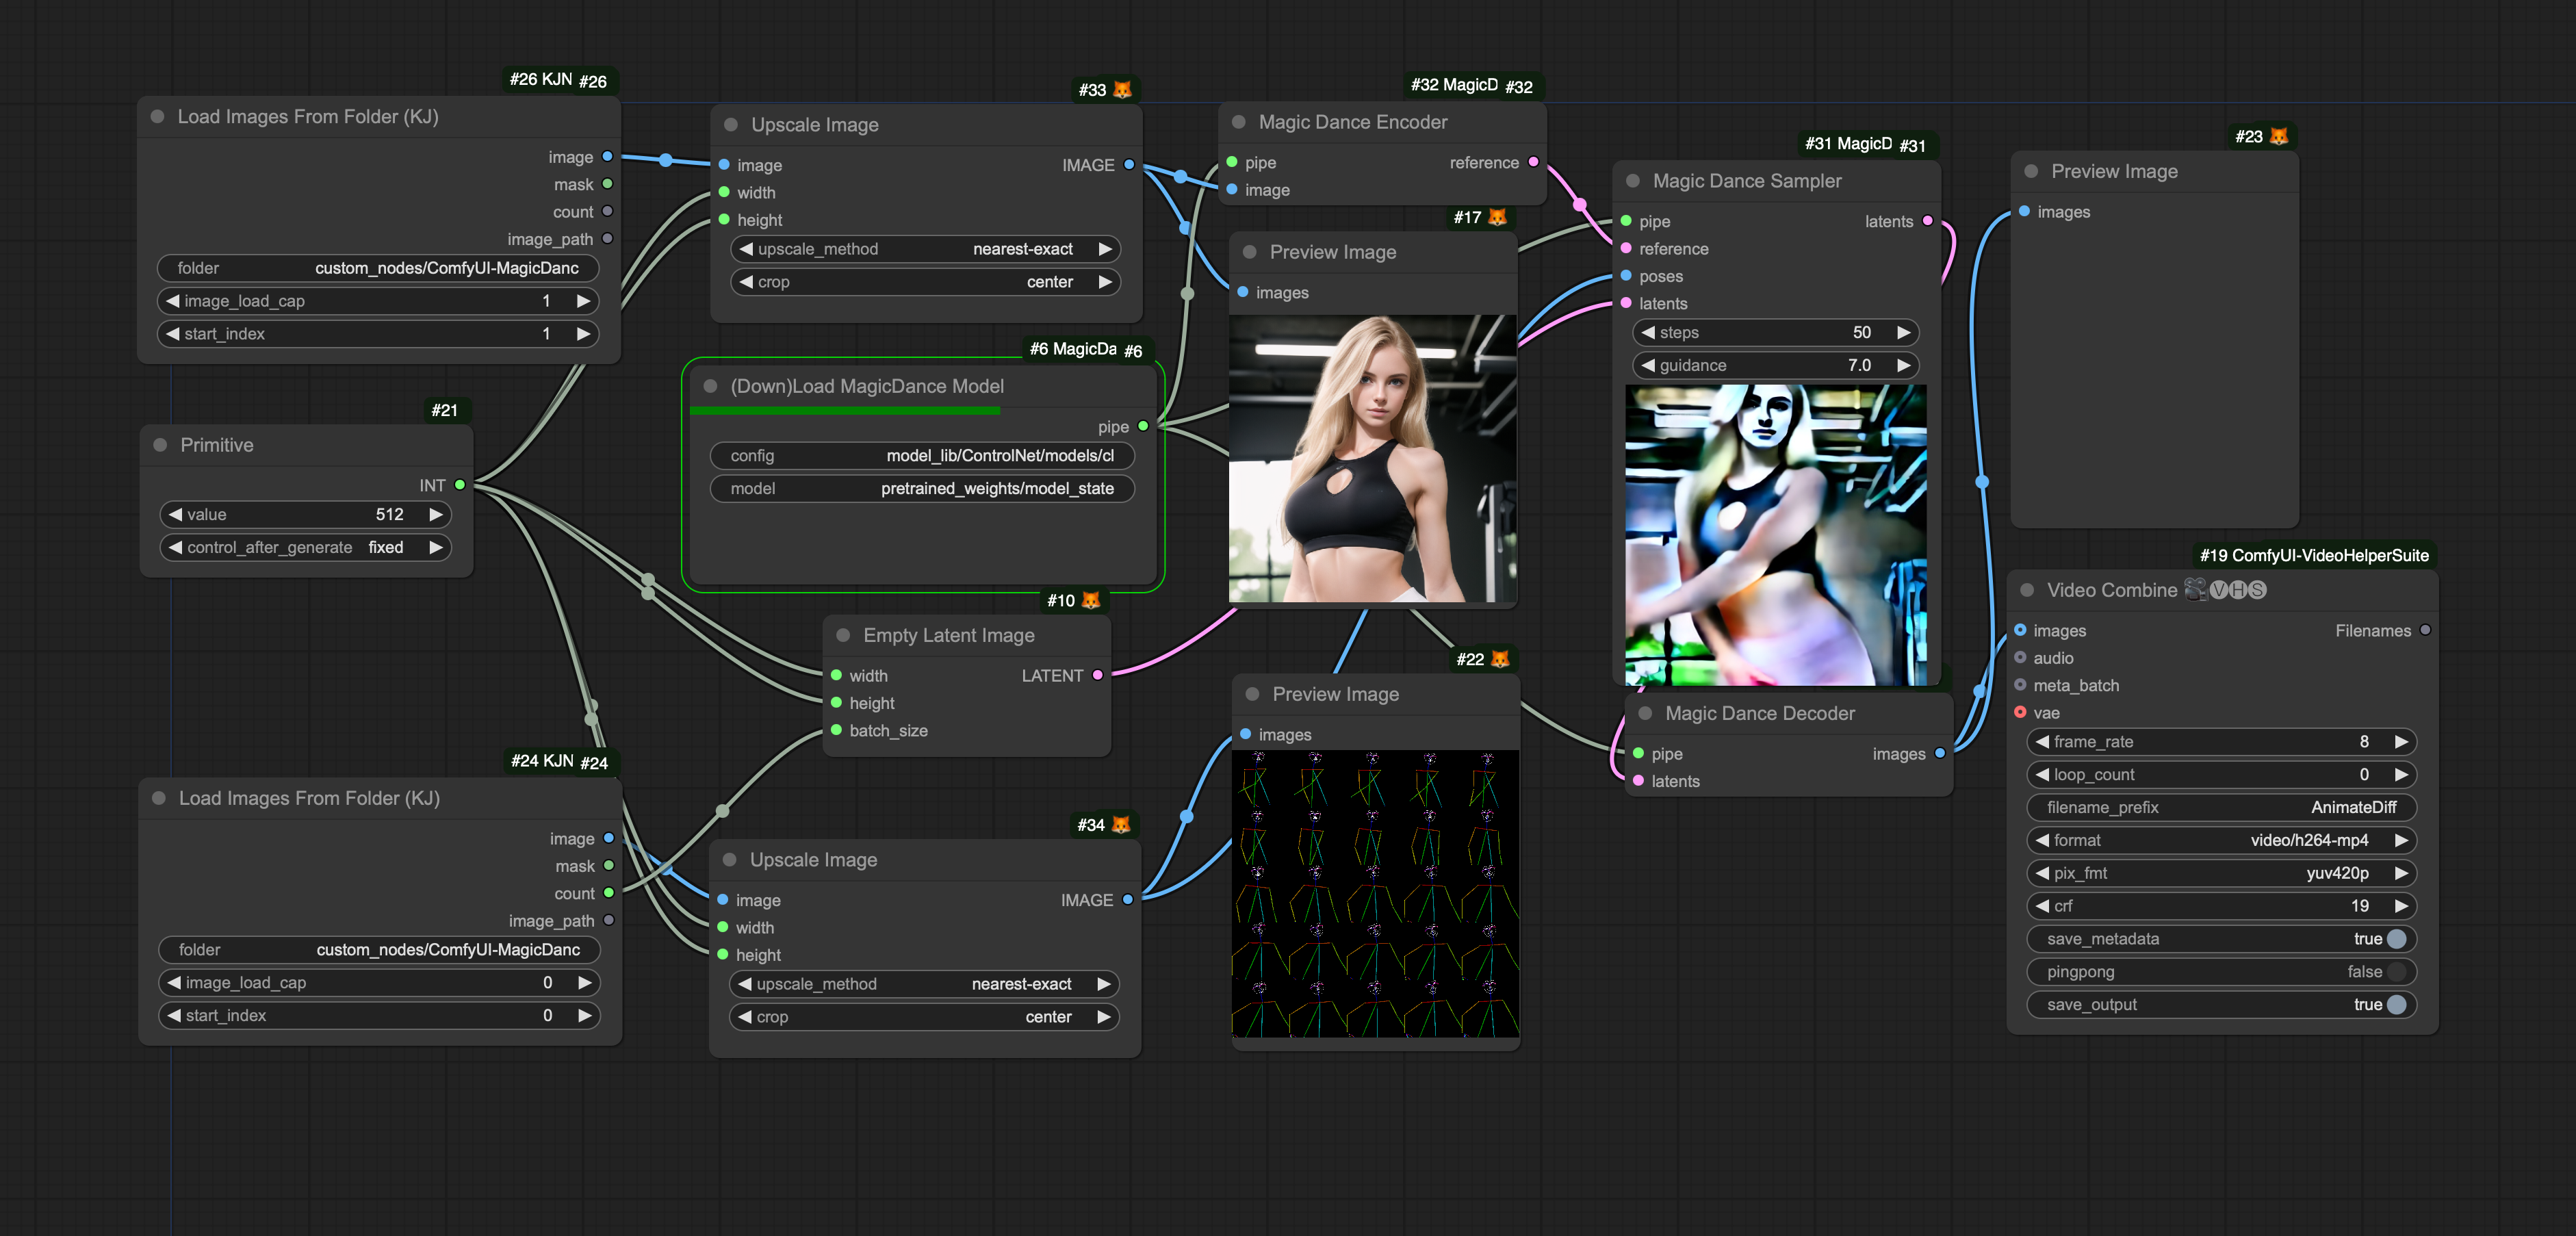 #26 KJN #26
Load Images From Folder (KJ)
image
mask
count
image_path
folder custom_nodes/ComfyUI-MagicDanc
image_load_cap 1
start_index 1
#21
Primitive
INT
value 512
control_after_generate fixed
#24 KJN #24
Load Images From Folder (KJ)
image
mask
count
image_path
folder custom_nodes/ComfyUI-MagicDanc
image_load_cap 0
start_index 0
#33
Upscale Image
image IMAGE
width
height
upscale_method nearest-exact
crop center
#6 MagicDa #6
(Down)Load MagicDance Model
pipe
config model_lib/ControlNet/models/cl
model pretrained_weights/model_state
#10
Empty Latent Image
width LATENT
height
batch_size
#34
Upscale Image
image IMAGE
width
height
upscale_method nearest-exact
crop center
#32 MagicD #32
Magic Dance Encoder
pipe reference
image
#17
Preview Image
images
#22
Preview Image
images
#31 MagicD #31
Magic Dance Sampler
pipe latents
reference
poses
latents
steps 50
guidance 7.0
Magic Dance Decoder
pipe images
latents
#23
Preview Image
images
#19 ComfyUI-VideoHelperSuite
Video Combine 🎥🅥🅗🅢
images Filenames
audio
meta_batch
vae
frame_rate 8
loop_count 0
filename_prefix AnimateDiff
format video/h264-mp4
pix_fmt yuv420p
crf 19
save_metadata true
pingpong false
save_output true